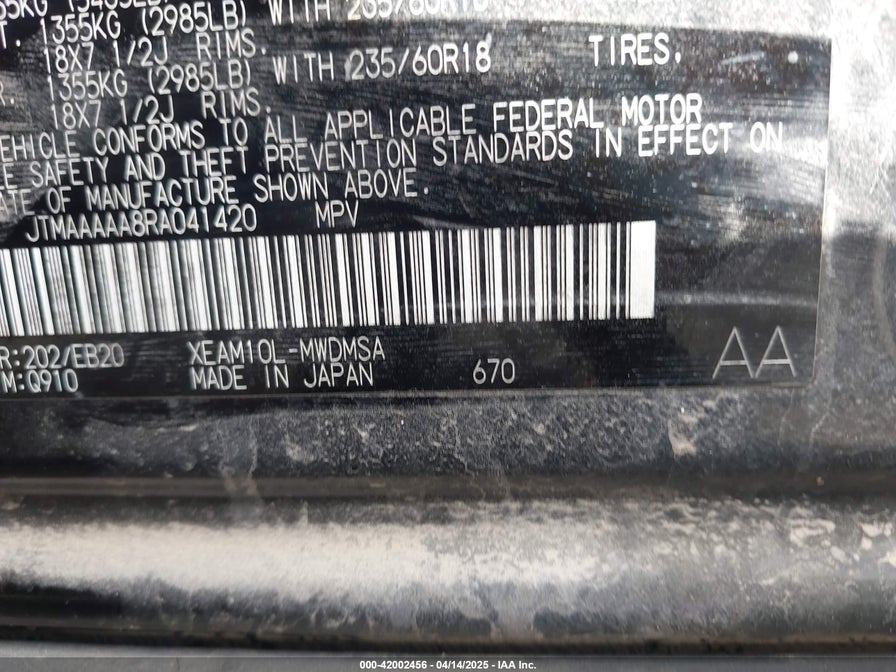 1355KG (2985LB) WITH 235/60R18
18X7 1/2J RIMS.
1355KG (2985LB) WITH 235/60R18 TIRES.
18X7 1/2J RIMS.
CONFORMS TO ALL APPLICABLE FEDERAL MOTOR
SAFETY AND THEFT PREVENTION STANDARDS IN EFFECT ON
OF MANUFACTURE SHOWN ABOVE.
JTMAAAAA8RA041420 MPV
R:202/EB20 XEAM10L-MWDMSA
M:Q910 MADE IN JAPAN 670 AA
000-42002456 - 04/14/2025 - IAA Inc.